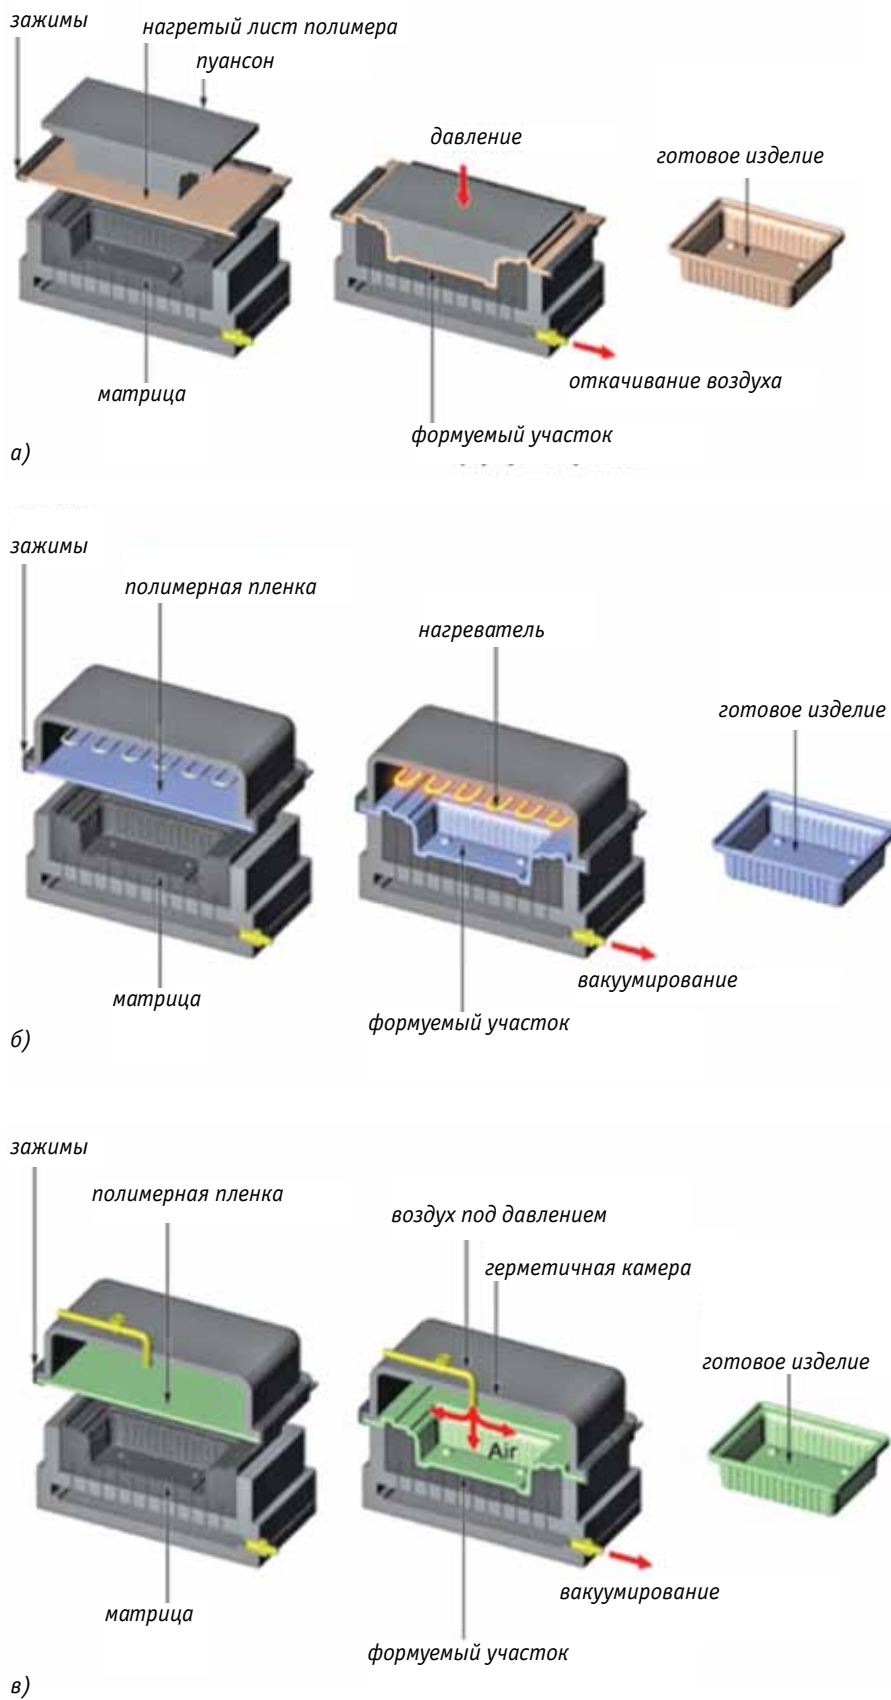 зажимы
нагретый лист полимера
пуансон
давление
готовое изделие
матрица
откачивание воздуха
формуемый участок
а)
зажимы
полимерная пленка
нагреватель
готовое изделие
матрица
вакуумирование
формуемый участок
б)
зажимы
полимерная пленка
воздух под давлением
герметичная камера
готовое изделие
Air
матрица
вакуумирование
формуемый участок
в)